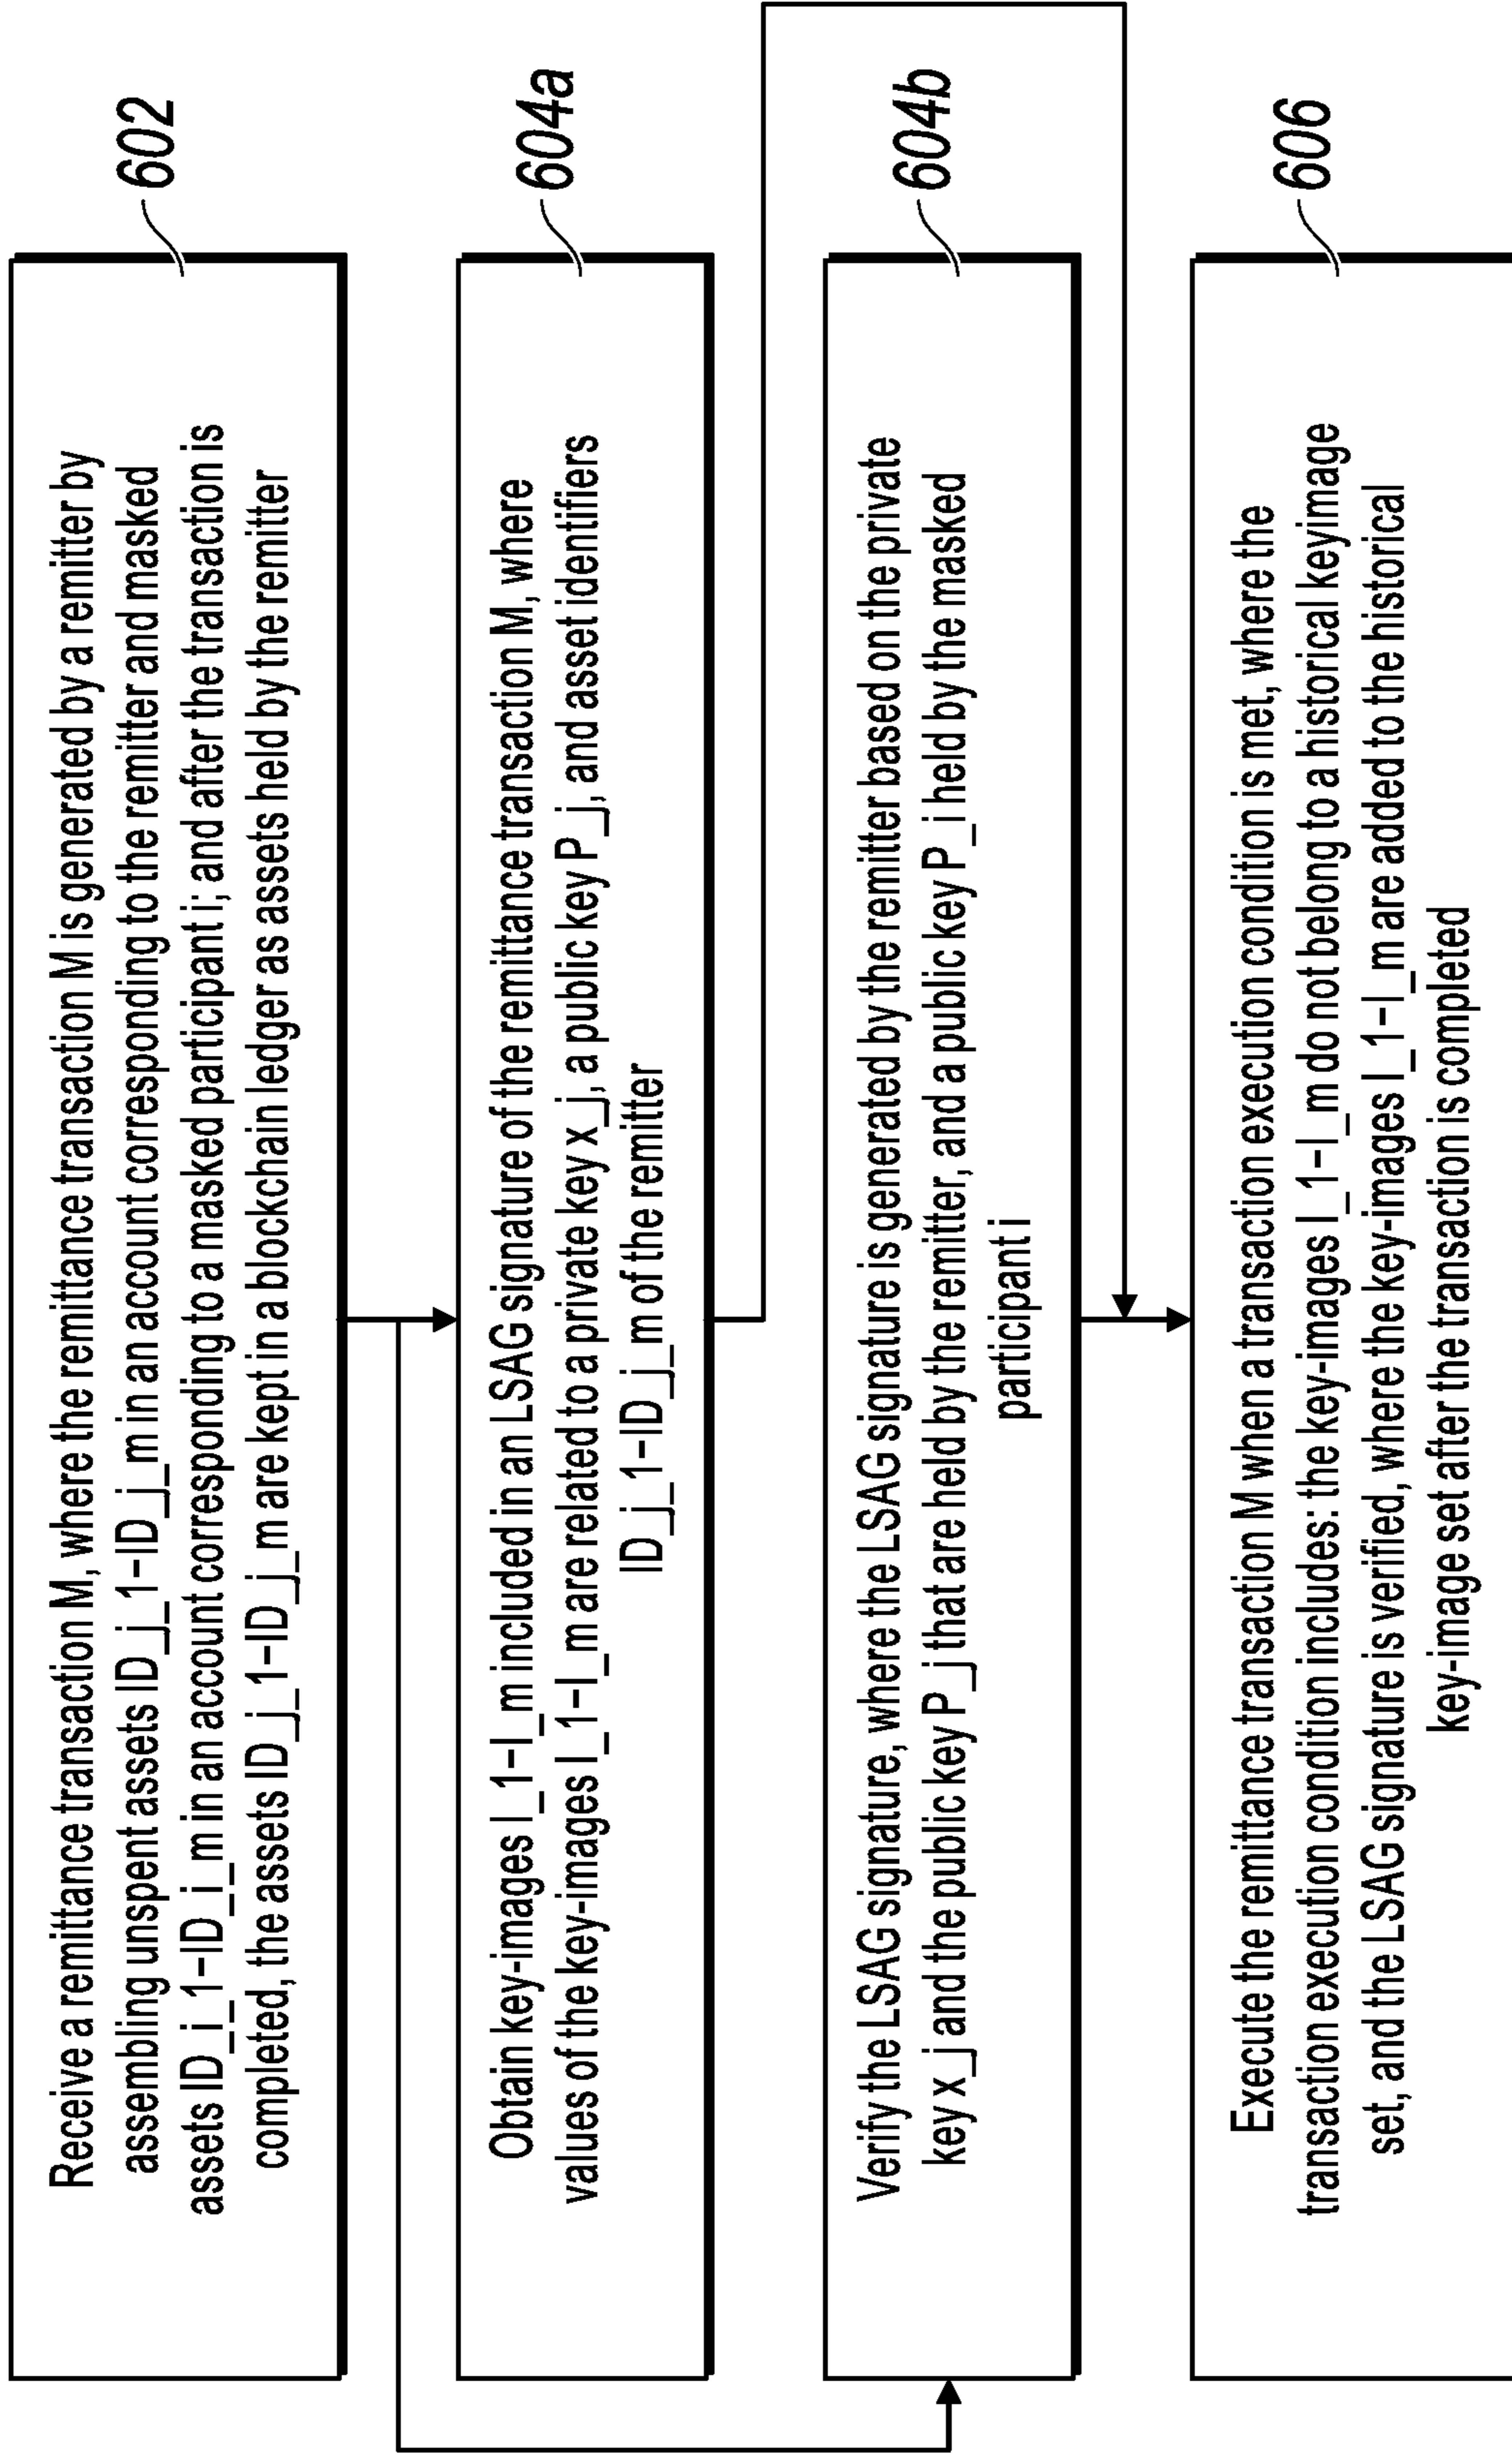 Receive a remittance transaction M, where the remittance transaction M is generated by a remitter by
assembling unspent assets ID_j_1-ID_j_m in an account corresponding to the remitter and masked
assets ID_i_1-ID_i_m in an account corresponding to a masked participant i; and after the transaction is
completed, the assets ID_j_1-ID_j_m are kept in a blockchain ledger as assets held by the remitter
602
Obtain key-images I_1-I_m included in an LSAG signature of the remittance transaction M, where
values of the key-images I_1-I_m are related to a private key x_j, a public key P_j, and asset identifiers
ID_j_1-ID_j_m of the remitter
604a
Verify the LSAG signature, where the LSAG signature is generated by the remitter based on the private
key x_j and the public key P_j that are held by the remitter, and a public key P_i held by the masked
participant i
604b
Execute the remittance transaction M when a transaction execution condition is met, where the
transaction execution condition includes: the key-images I_1-I_m do not belong to a historical keyimage
set, and the LSAG signature is verified, where the key-images I_1-I_m are added to the historical
key-image set after the transaction is completed
606